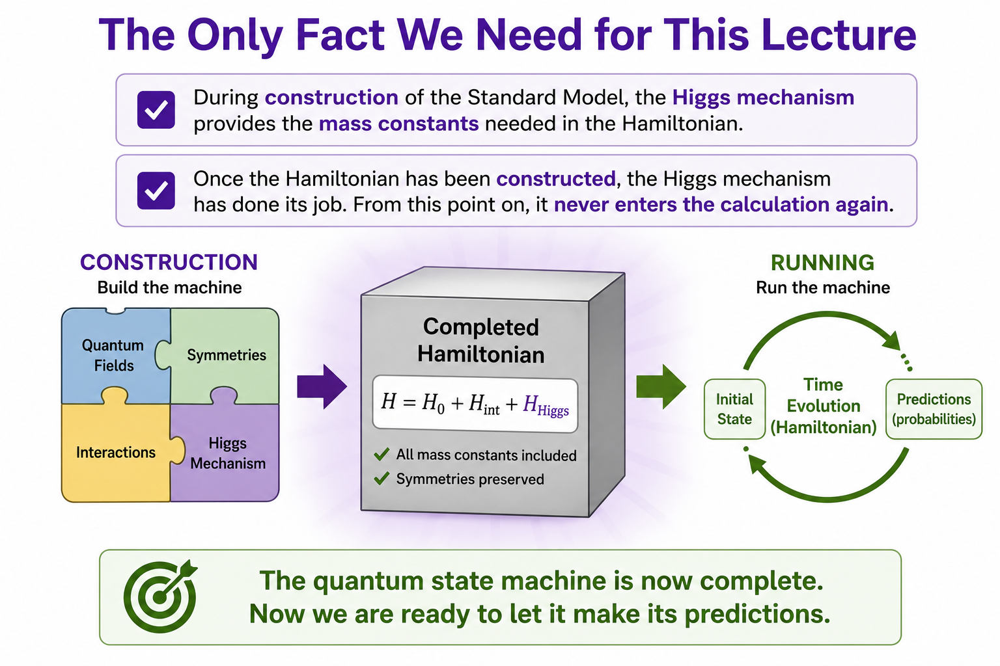 The Only Fact We Need for This Lecture
During construction of the Standard Model, the Higgs mechanism
provides the mass constants needed in the Hamiltonian.
Once the Hamiltonian has been constructed, the Higgs mechanism
has done its job. From this point on, it never enters the calculation again.
CONSTRUCTION
Build the machine
Quantum
Fields
Symmetries
Interactions
Higgs
Mechanism
Completed
Hamiltonian
H = H₀ + H_int + H_Higgs
All mass constants included
Symmetries preserved
RUNNING
Run the machine
Initial
State
Time
Evolution
(Hamiltonian)
Predictions
(probabilities)
The quantum state machine is now complete.
Now we are ready to let it make its predictions.